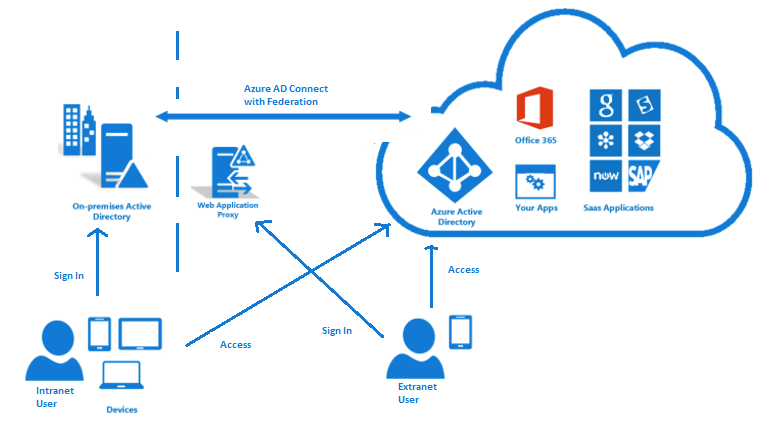 Azure AD Connect
with Federation
Office 365
g
now
SAP
On-premises Active
Directory
Web Application
Proxy
Azure Active
Directory
Your Apps
Saas Applications
Sign In
Access
Sign In
Access
Intranet
User
Devices
Extranet
User